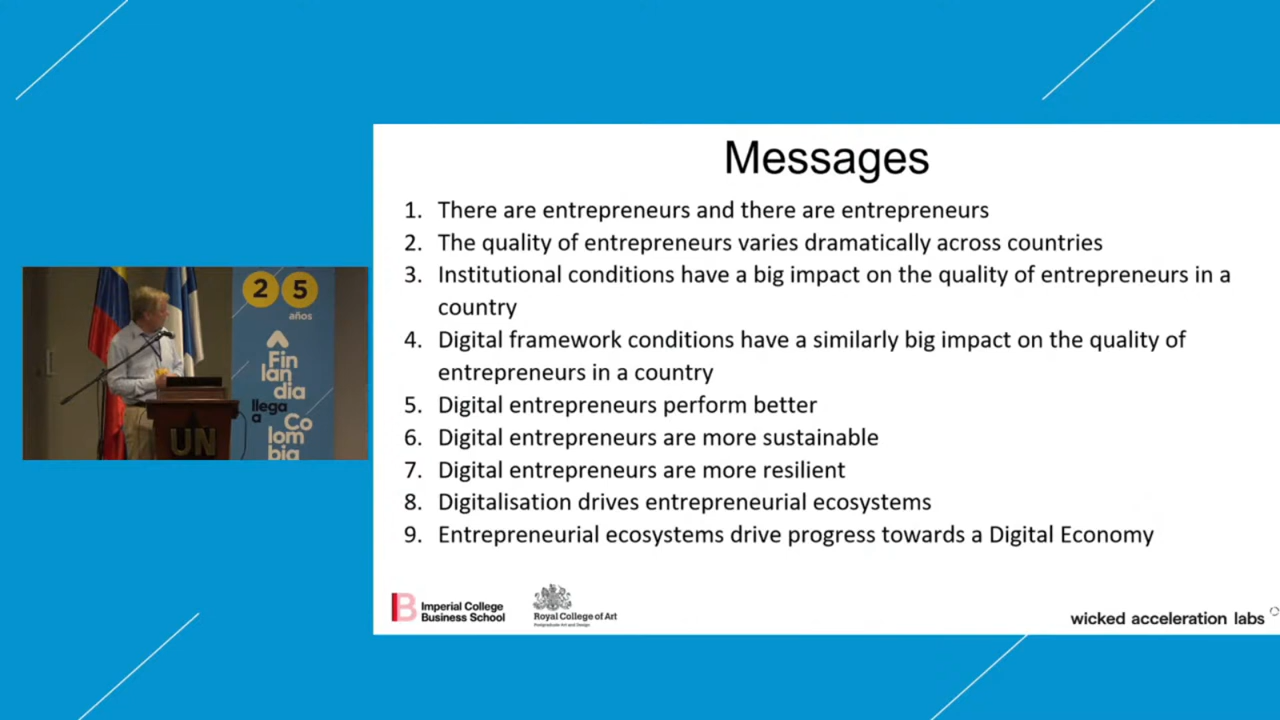 Messages
1. There are entrepreneurs and there are entrepreneurs
2. The quality of entrepreneurs varies dramatically across countries
3. Institutional conditions have a big impact on the quality of entrepreneurs in a
country
4. Digital framework conditions have a similarly big impact on the quality of
entrepreneurs in a country
5. Digital entrepreneurs perform better
6. Digital entrepreneurs are more sustainable
7. Digital entrepreneurs are more resilient
8. Digitalisation drives entrepreneurial ecosystems
9. Entrepreneurial ecosystems drive progress towards a Digital Economy
Imperial College
Business School
Royal College of Art
Postgraduate Art and Design
wicked acceleration labs
25
años
Fin
lan
dia
llega
a
Co
lom
bia
UN